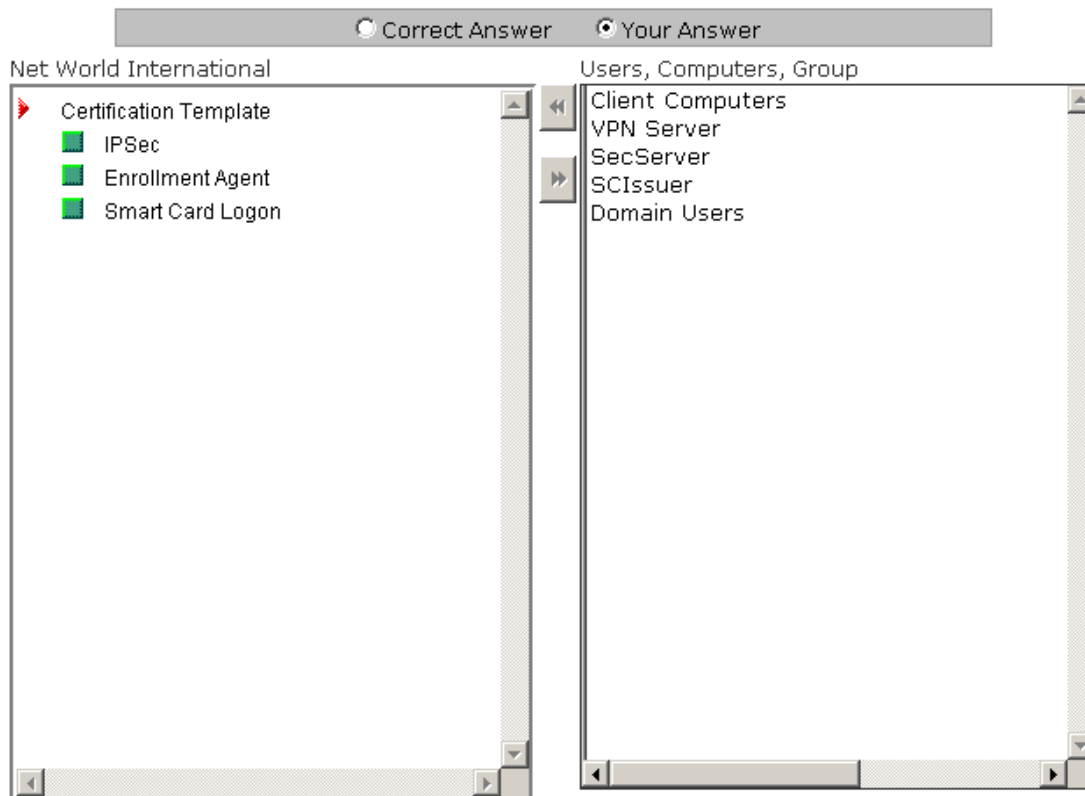 Correct Answer Your Answer
Net World International
Certification Template
IPSec
Enrollment Agent
Smart Card Logon
Users, Computers, Group
Client Computers
VPN Server
SecServer
SCIssuer
Domain Users